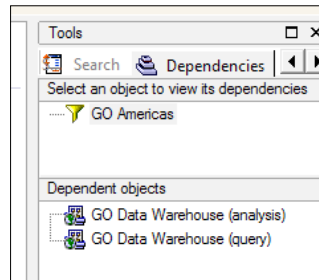 Tools
Search Dependencies
Select an object to view its dependencies
GO Americas
Dependent objects
GO Data Warehouse (analysis)
GO Data Warehouse (query)